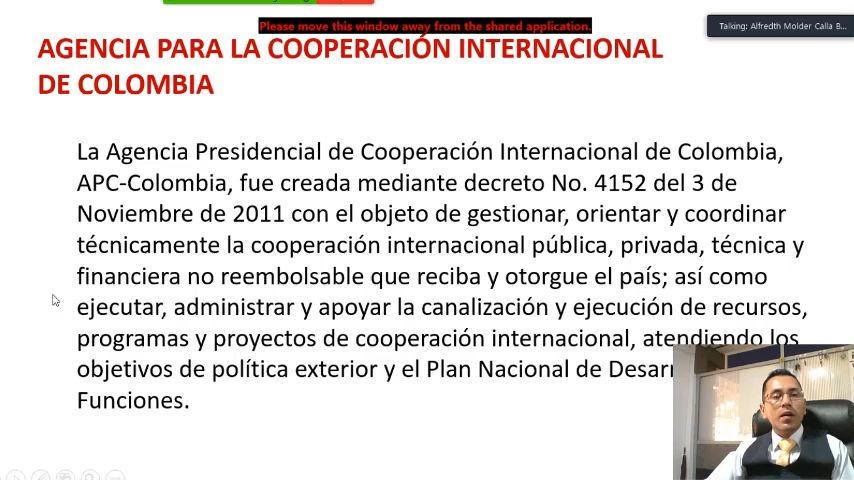 Please move this window away from the shared application.
Talking: Alfredth Molder Calla B...
AGENCIA PARA LA COOPERACIÓN INTERNACIONAL
DE COLOMBIA
La Agencia Presidencial de Cooperación Internacional de Colombia,
APC-Colombia, fue creada mediante decreto No. 4152 del 3 de
Noviembre de 2011 con el objeto de gestionar, orientar y coordinar
técnicamente la cooperación internacional pública, privada, técnica y
financiera no reembolsable que reciba y otorgue el país; así como
ejecutar, administrar y apoyar la canalización y ejecución de recursos,
programas y proyectos de cooperación internacional, atendiendo los
objetivos de política exterior y el Plan Nacional de
Funciones.